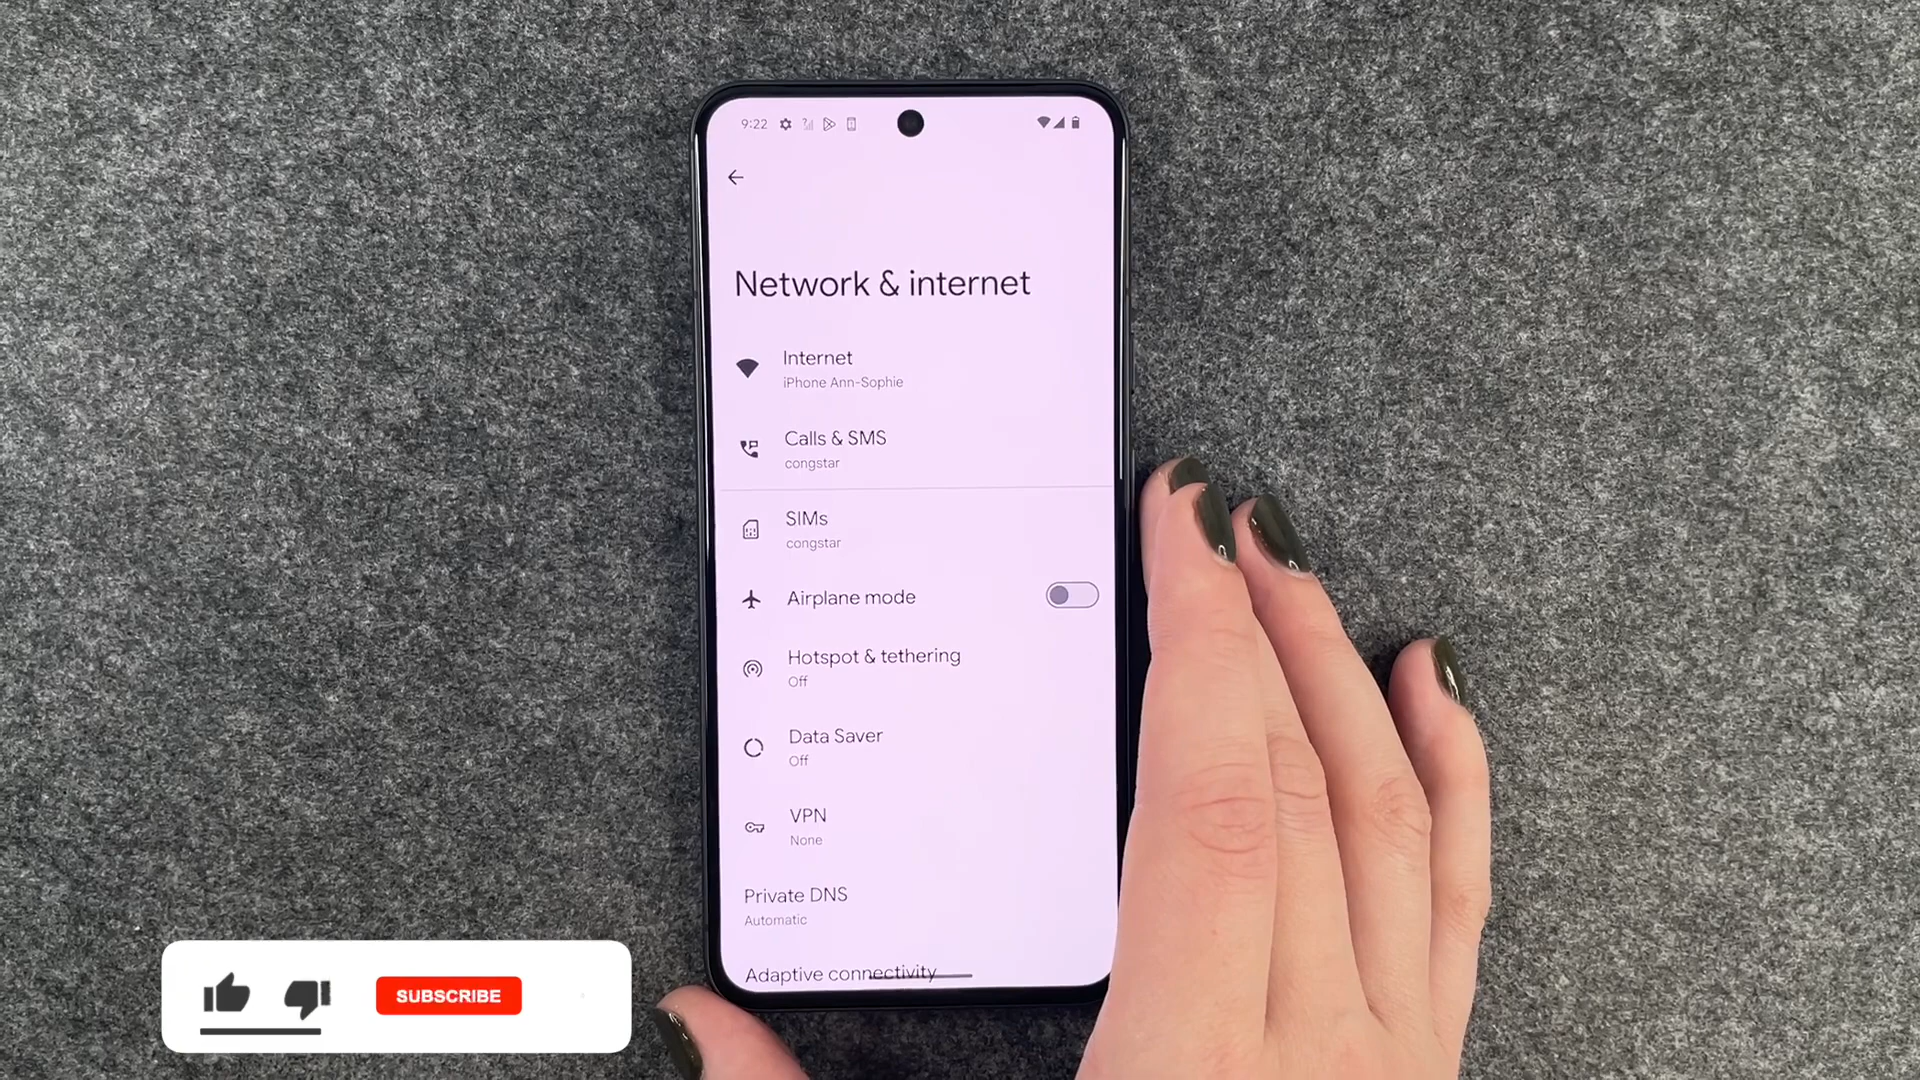 9:22
Network & internet
Internet
iPhone Ann-Sophie
Calls & SMS
congstar
SIMs
congstar
Airplane mode
Hotspot & tethering
Off
Data Saver
Off
VPN
None
Private DNS
Automatic
Adaptive connectivity
SUBSCRIBE